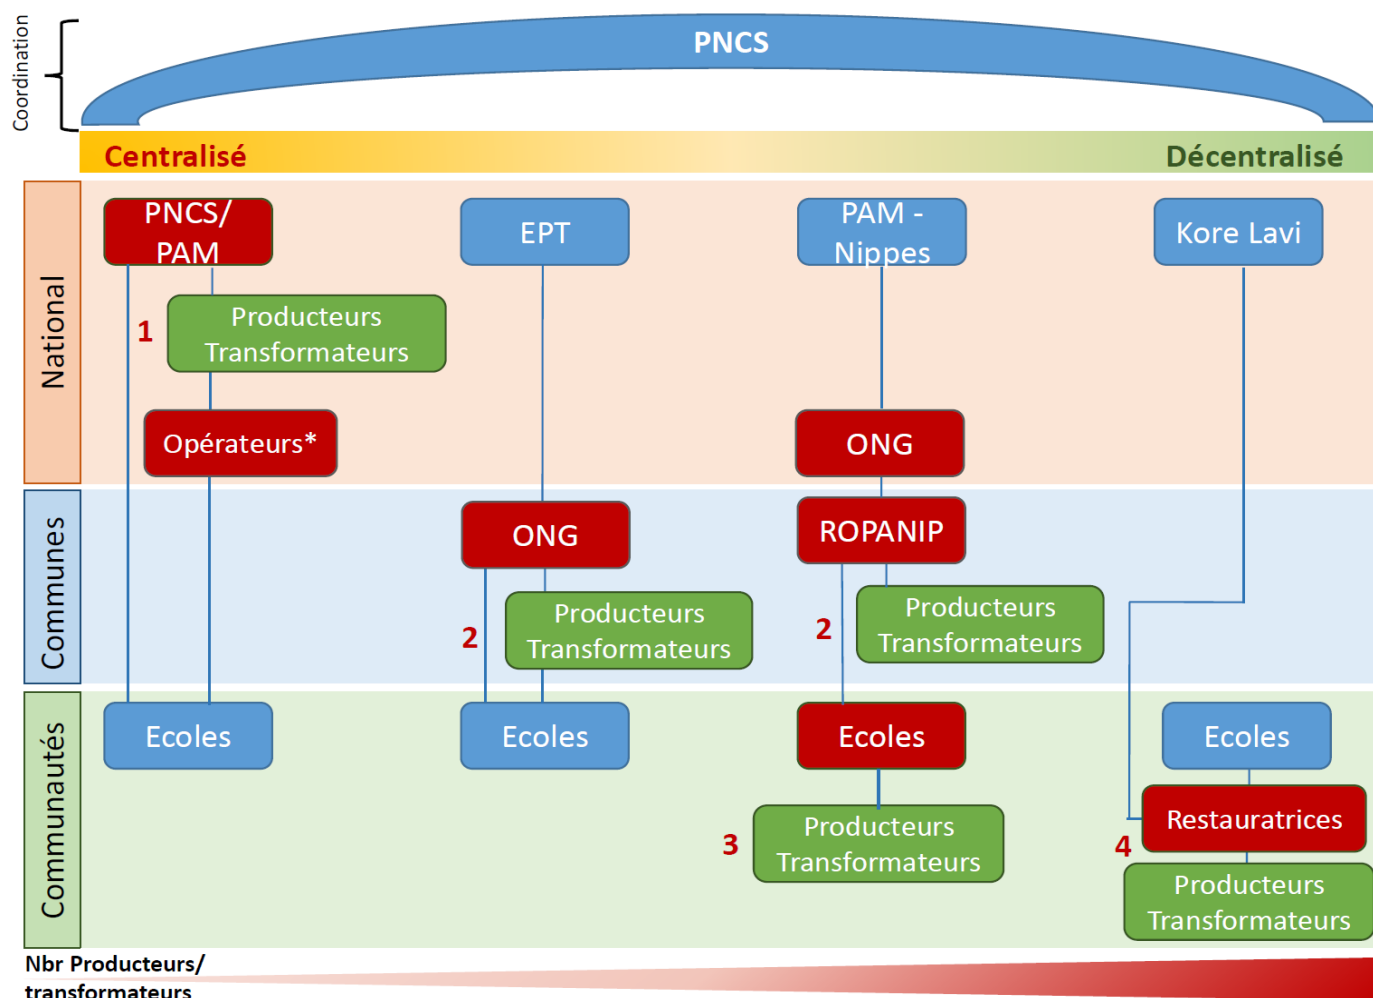 Coordination
PNCS
Centralisé
Décentralisé
National
PNCS/
PAM
EPT
PAM -
Nippes
Kore Lavi
1
Producteurs
Transformateurs
Opérateurs*
ONG
Communes
ONG
ROPANIP
2
Producteurs
Transformateurs
2
Producteurs
Transformateurs
Communautés
Ecoles
Ecoles
Ecoles
Ecoles
3
Producteurs
Transformateurs
Restauratrices
4
Producteurs
Transformateurs
Nbr Producteurs/
transformateurs